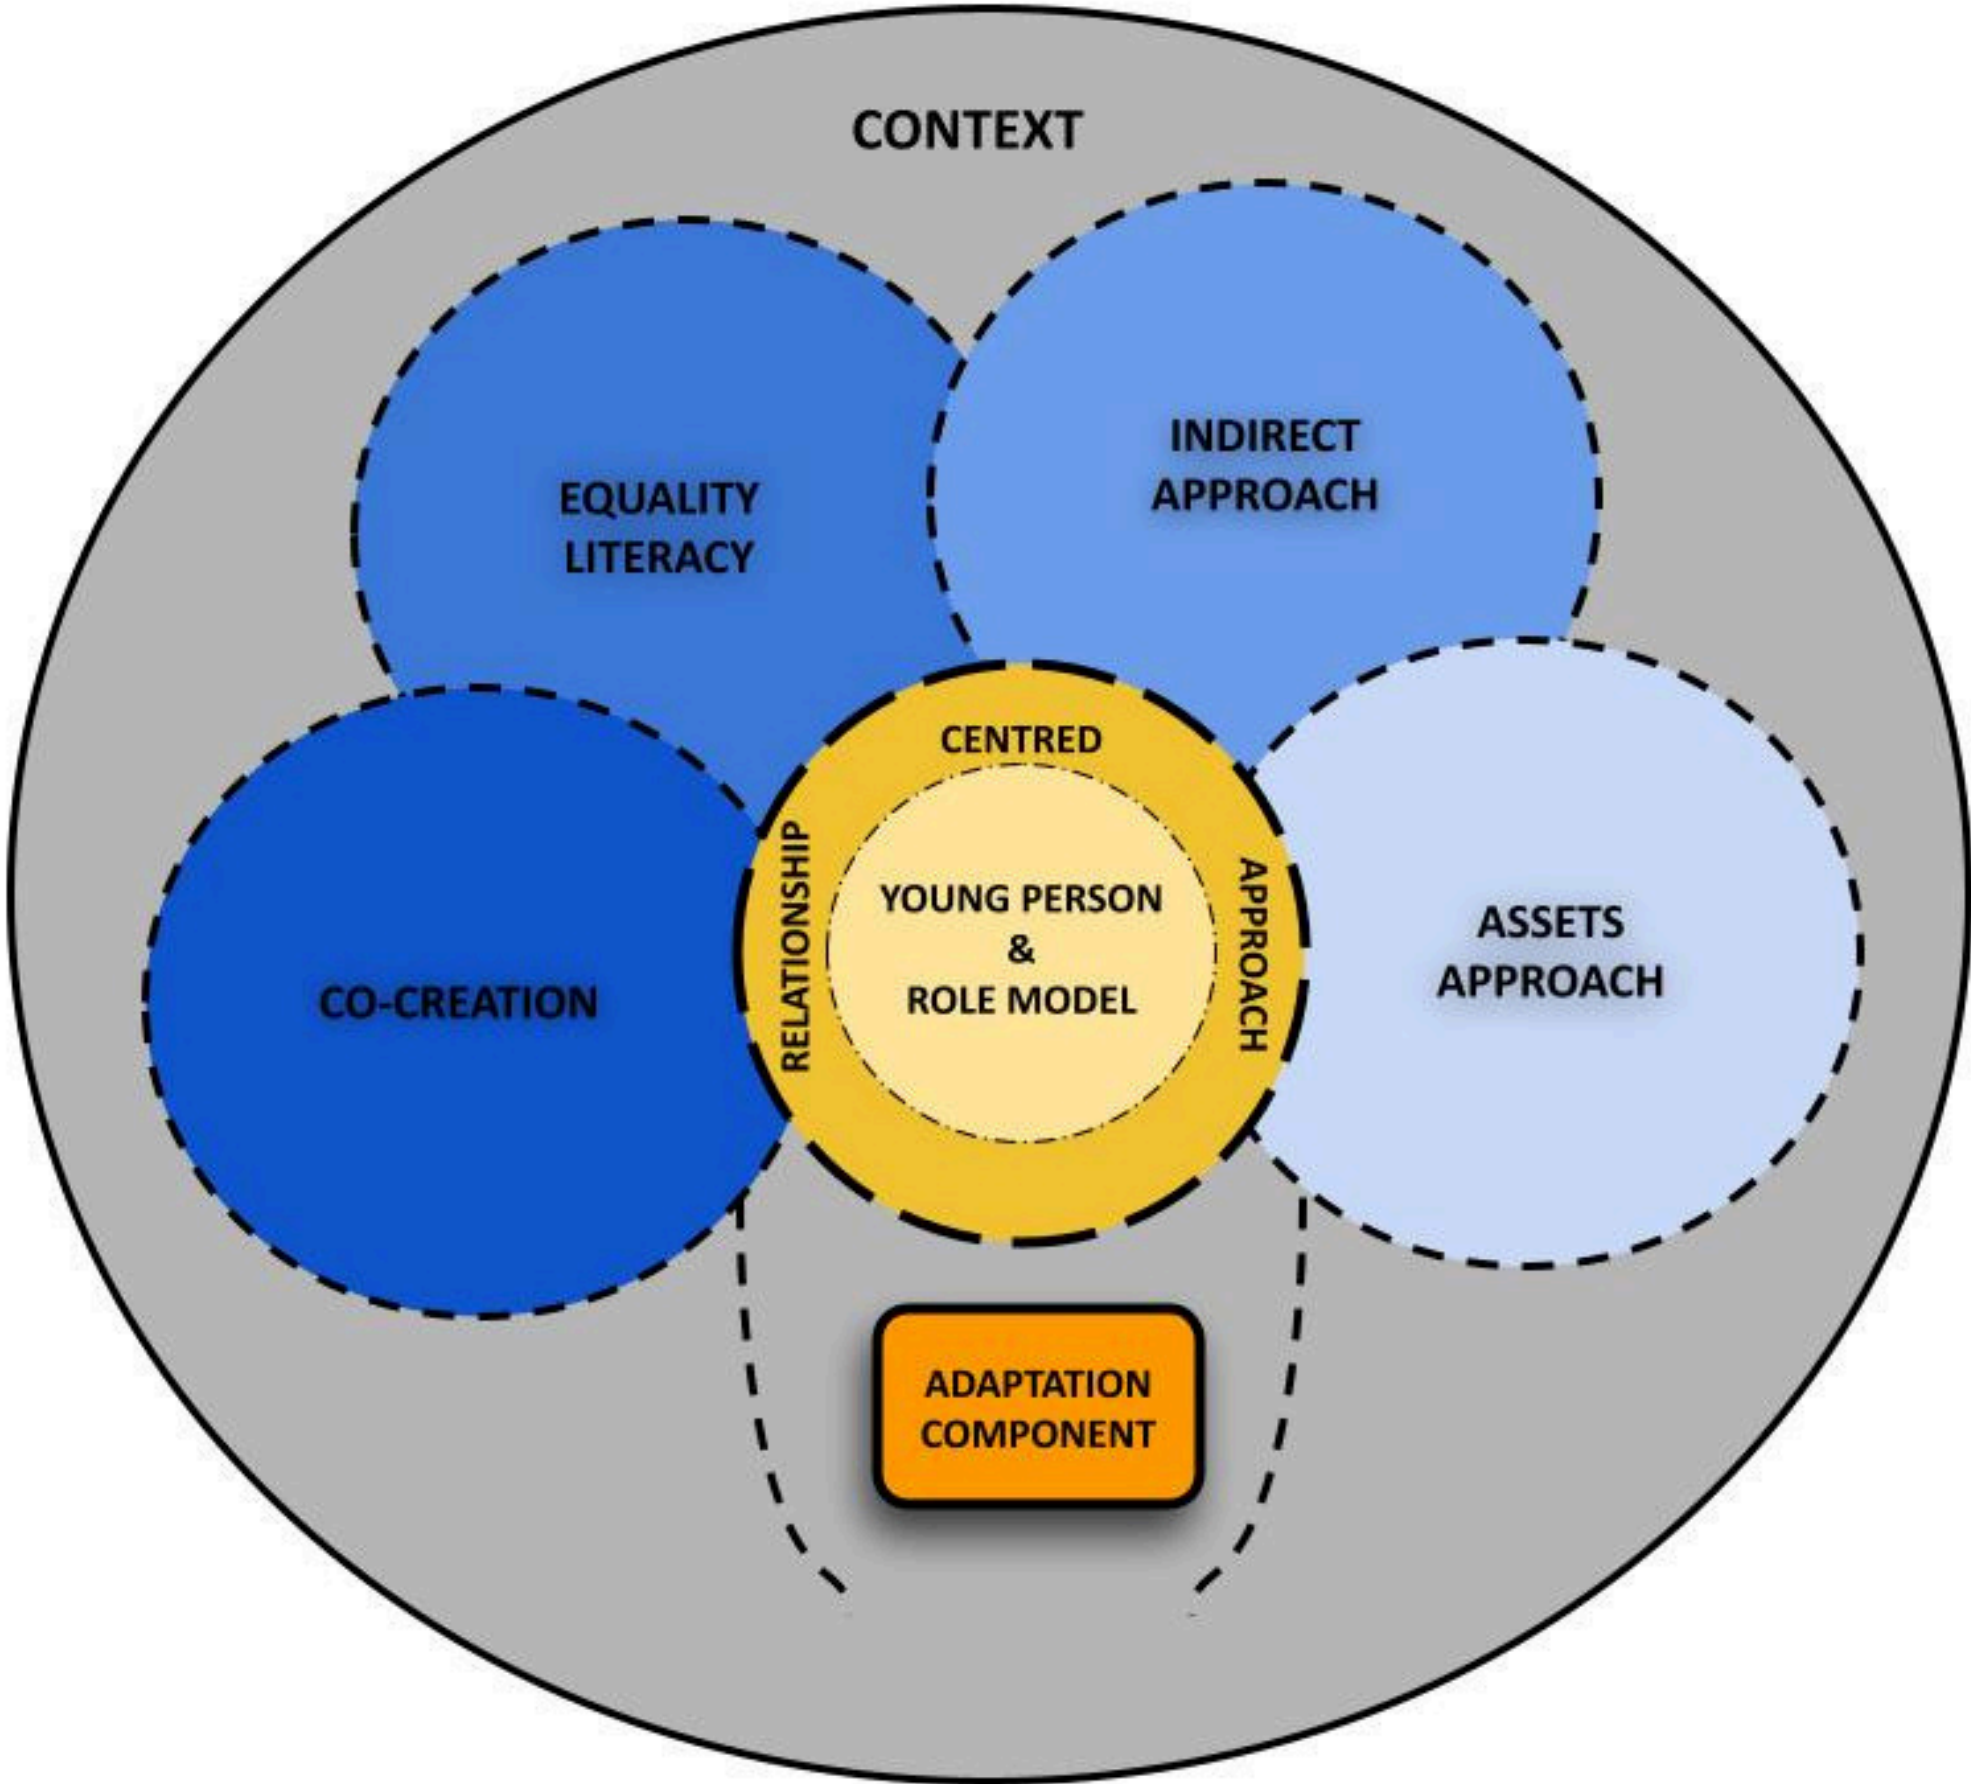 CONTEXT
INDIRECT
APPROACH
EQUALITY
LITERACY
RELATIONSHIP
CENTRED
APPROACH
YOUNG PERSON
&
ROLE MODEL
ASSETS
APPROACH
CO-CREATION
ADAPTATION
COMPONENT